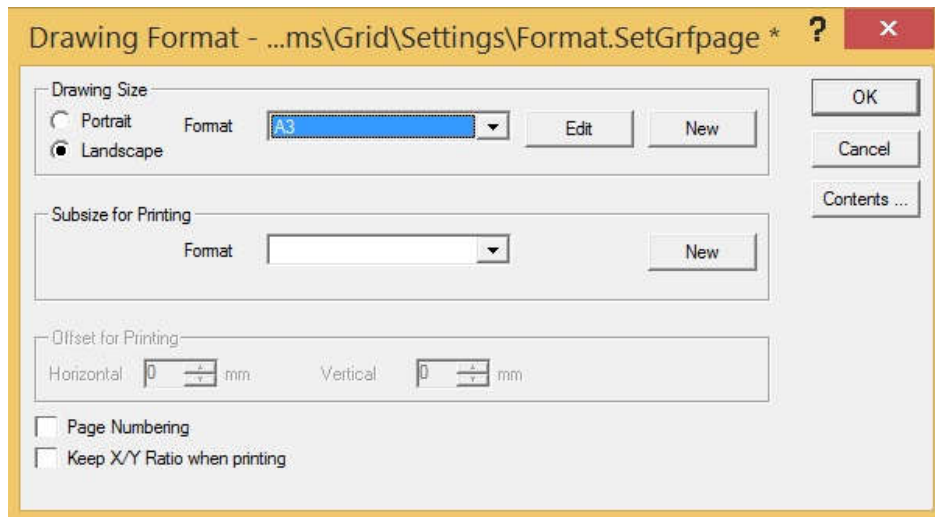 Drawing Format - ...ms\Grid\Settings\Format.SetGrfpage * ? x
Drawing Size
Portrait
Landscape
Format A3 Edit New
OK
Cancel
Contents ...
Subsize for Printing
Format New
Offset for Printing
Horizontal 0 mm Vertical 0 mm
Page Numbering
Keep X/Y Ratio when printing